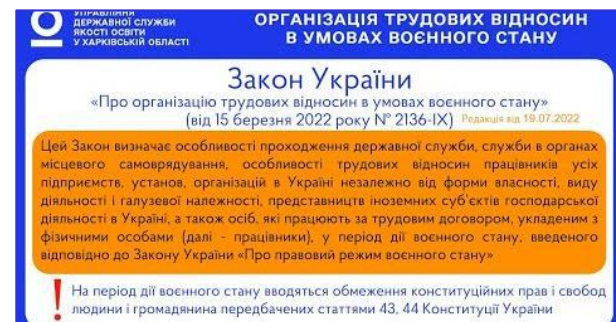 УПРАВЛІННЯ
ДЕРЖАВНОЇ СЛУЖБИ
ЯКОСТІ ОСВІТИ
У ХАРКІВСЬКІЙ ОБЛАСТІ
ОРГАНІЗАЦІЯ ТРУДОВИХ ВІДНОСИН
В УМОВАХ ВОЄННОГО СТАНУ
Закон України
«Про організацію трудових відносин в умовах воєнного стану»
(від 15 березня 2022 року № 2136-IX) Редакція від 19.07.2022
Цей Закон визначає особливості проходження державної служби, служби в органах
місцевого самоврядування, особливості трудових відносин працівників усіх
підприємств, установ, організацій в Україні незалежно від форми власності, виду
діяльності і галузевої належності, представництв іноземних суб'єктів господарської
діяльності в Україні, а також осіб, які працюють за трудовим договором, укладеним з
фізичними особами (далі - працівники), у період дії воєнного стану, введеного
відповідно до Закону України «Про правовий режим воєнного стану»
! На період дії воєнного стану вводяться обмеження конституційних прав і свобод
людини і громадянина передбачених статтями 43, 44 Конституції України